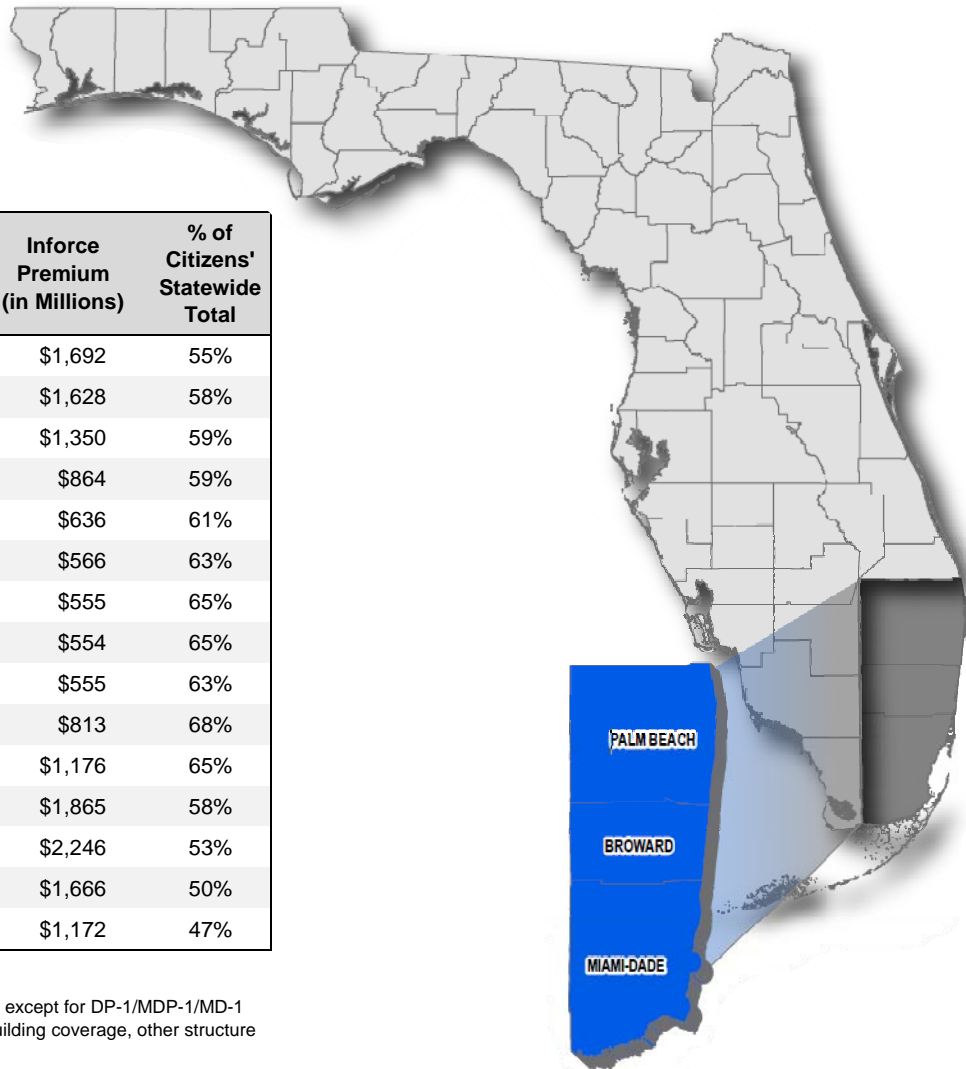 Inforce
Premium
(in Millions)
% of
Citizens'
Statewide
Total
$1,692 55%
$1,628 58%
$1,350 59%
$864 59%
$636 61%
$566 63%
$555 65%
$554 65%
$555 63%
$813 68%
$1,176 65%
$1,865 58%
$2,246 53%
$1,666 50%
$1,172 47%
except for DP-1/MDP-1/MD-1
uilding coverage, other structure
PALM BEACH
BROWARD
MIAMI-DADE